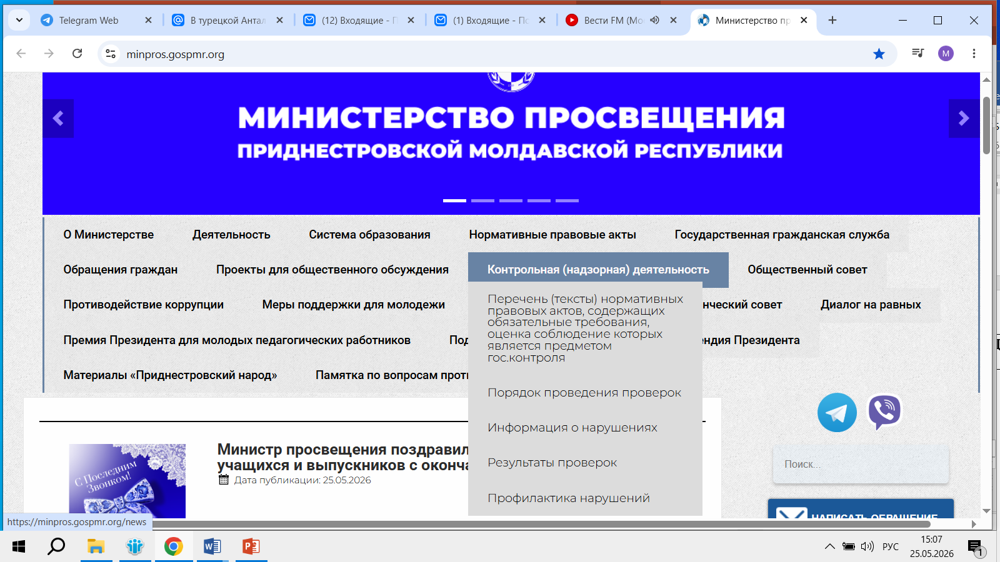 Telegram Web
В турецкой Антал
(12) Входящие - П
(1) Входящие - По
Вести FM (Мо
Министерство пр
minpros.gospmr.org
M
МИНИСТЕРСТВО ПРОСВЕЩЕНИЯ
ПРИДНЕСТРОВСКОЙ МОЛДАВСКОЙ РЕСПУБЛИКИ
О Министерстве
Деятельность
Система образования
Нормативные правовые акты
Государственная гражданская служба
Обращения граждан
Проекты для общественного обсуждения
Контрольная (надзорная) деятельность
Общественный совет
Противодействие коррупции
Меры поддержки для молодежи
нческий совет
Диалог на равных
Премия Президента для молодых педагогических работников
Под
ендия Президента
Материалы «Приднестровский народ»
Памятка по вопросам проти
Перечень (тексты) нормативных
правовых актов, содержащих
обязательные требования,
оценка соблюдение которых
является предметом
гос.контроля
Порядок проведения проверок
Информация о нарушениях
Результаты проверок
Профилактика нарушений
С Последним
Звонком!
Министр просвещения поздравил
учащихся и выпускников с оконча
Дата публикации: 25.05.2026
Поиск...
НАПИСАТЬ ОБРАЩЕНИЕ
https://minpros.gospmr.org/news
РУС
15:07
25.05.2026
1